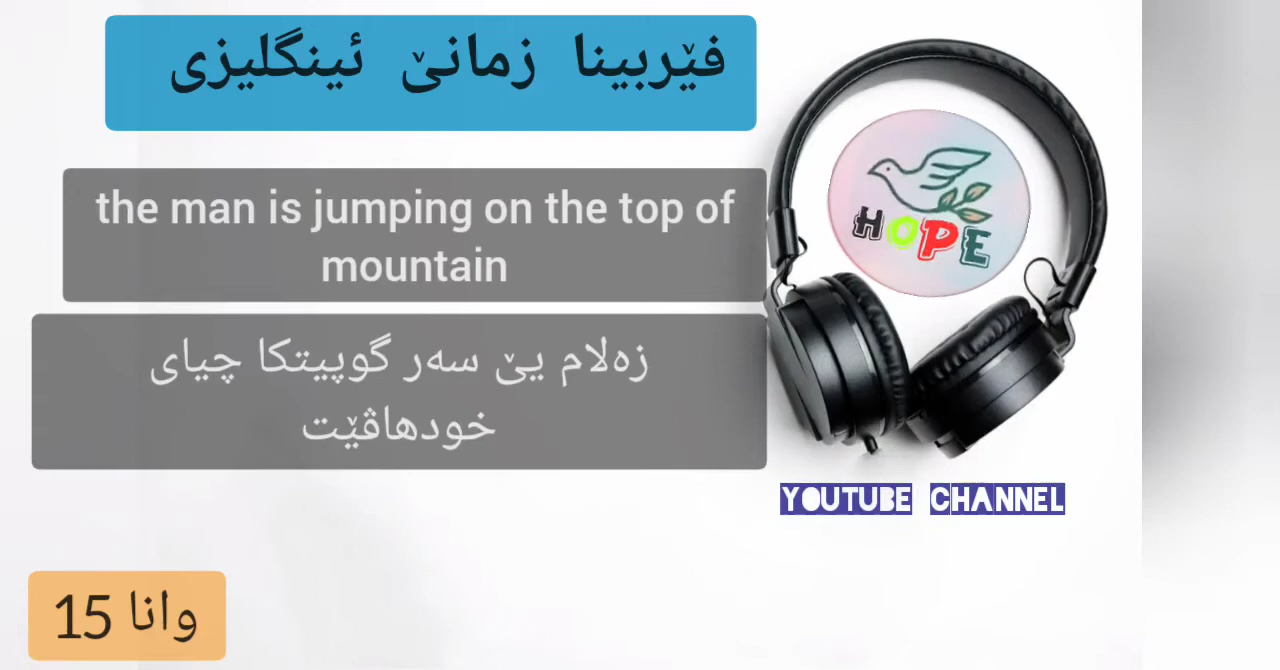 فێربینا زمانێ ئینگلیزی
the man is jumping on the top of
mountain
زەلام یێ سەر گوپیتکا چیای
خودهاڤێت
HOPE
YOUTUBE CHANNEL
وانا 15